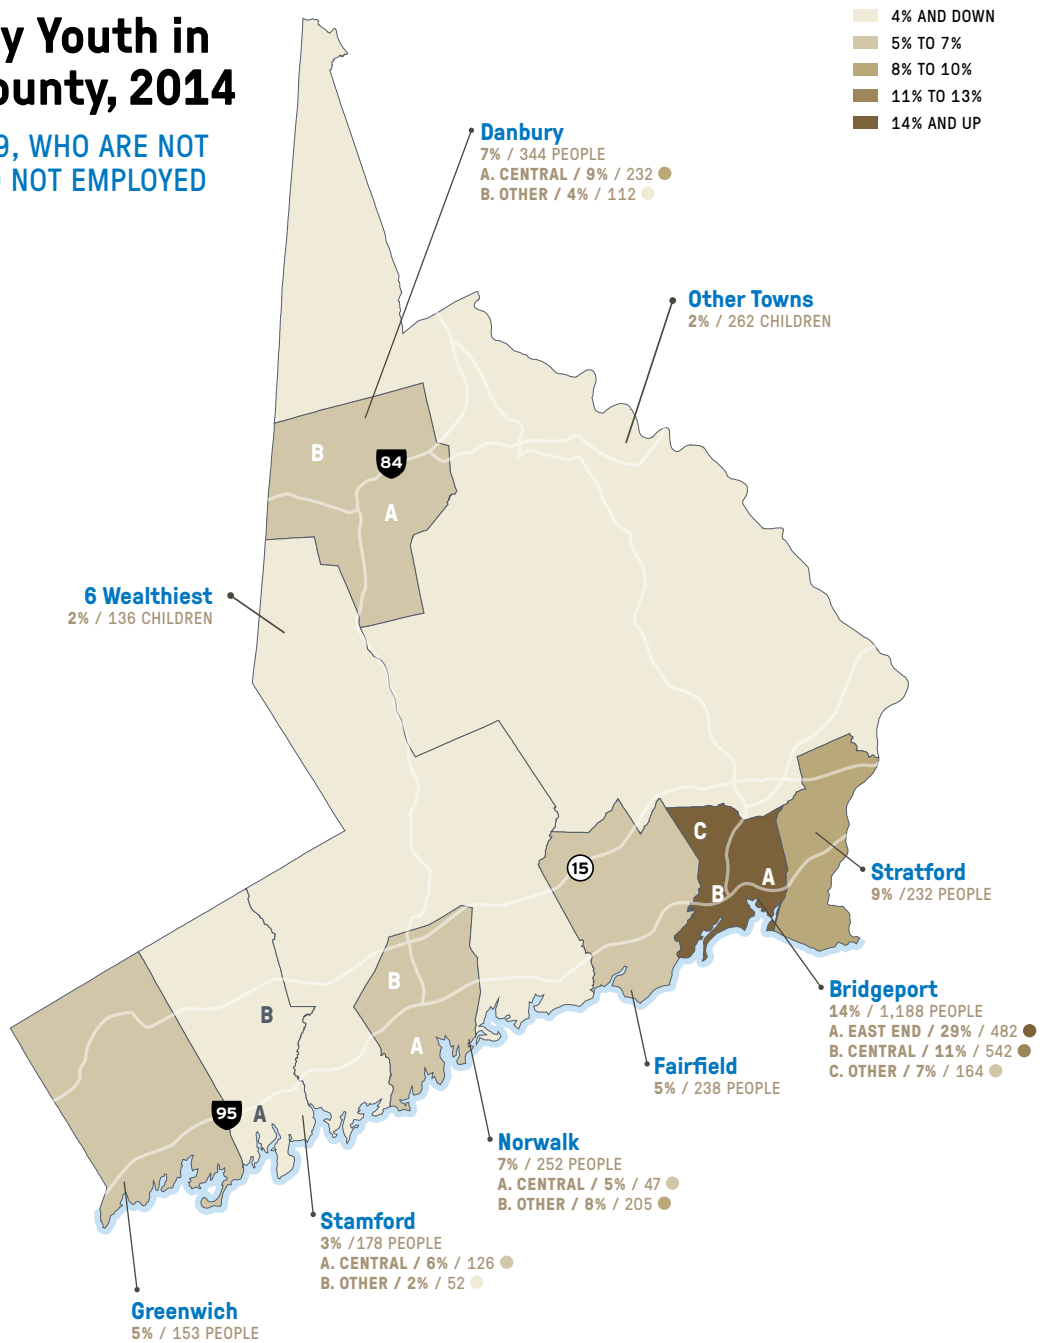 y Youth in
ounty, 2014
9, WHO ARE NOT
NOT EMPLOYED
4% AND DOWN
5% TO 7%
8% TO 10%
11% TO 13%
14% AND UP
Danbury
7% / 344 PEOPLE
A. CENTRAL / 9% / 232
B. OTHER / 4% / 112
Other Towns
2% / 262 CHILDREN
B
84
A
6 Wealthiest
2% / 136 CHILDREN
C
15
A
B
Stratford
9% /232 PEOPLE
B
Bridgeport
14% / 1,188 PEOPLE
A. EAST END / 29% / 482
B. CENTRAL / 11% / 542
C. OTHER / 7% / 164
B
A
Fairfield
5% / 238 PEOPLE
95
A
Norwalk
7% / 252 PEOPLE
A. CENTRAL / 5% / 47
B. OTHER / 8% / 205
Stamford
3% /178 PEOPLE
A. CENTRAL / 6% / 126
B. OTHER / 2% / 52
Greenwich
5% / 153 PEOPLE